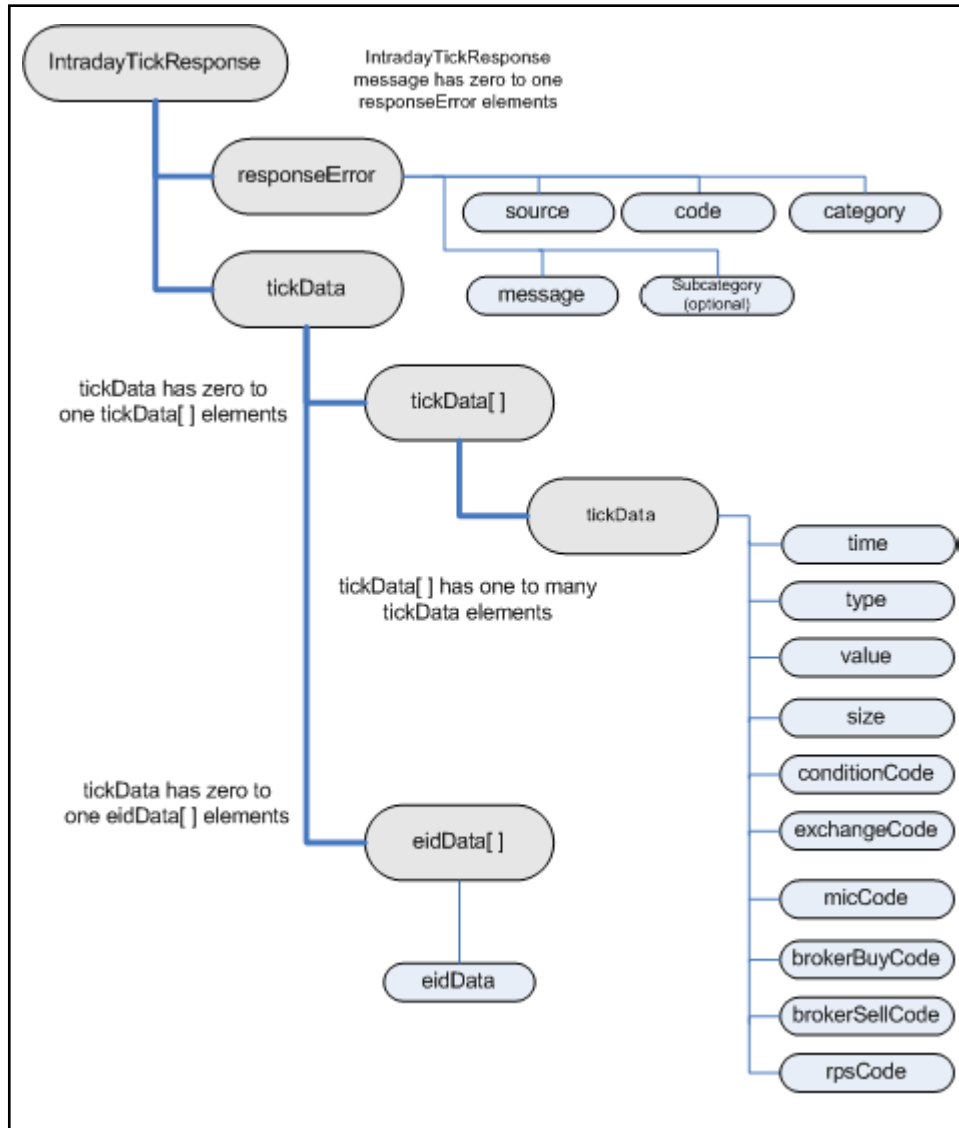 IntradayTickResponse
IntradayTickResponse
message has zero to one
responseError elements
responseError
source
code
category
tickData
message
Subcategory
(optional)
tickData has zero to
one tickData[ ] elements
tickData[ ]
tickData
time
tickData[ ] has one to many
tickData elements
type
value
size
tickData has zero to
one eidData[ ] elements
conditionCode
exchangeCode
eidData[ ]
micCode
brokerBuyCode
eidData
brokerSellCode
rpsCode